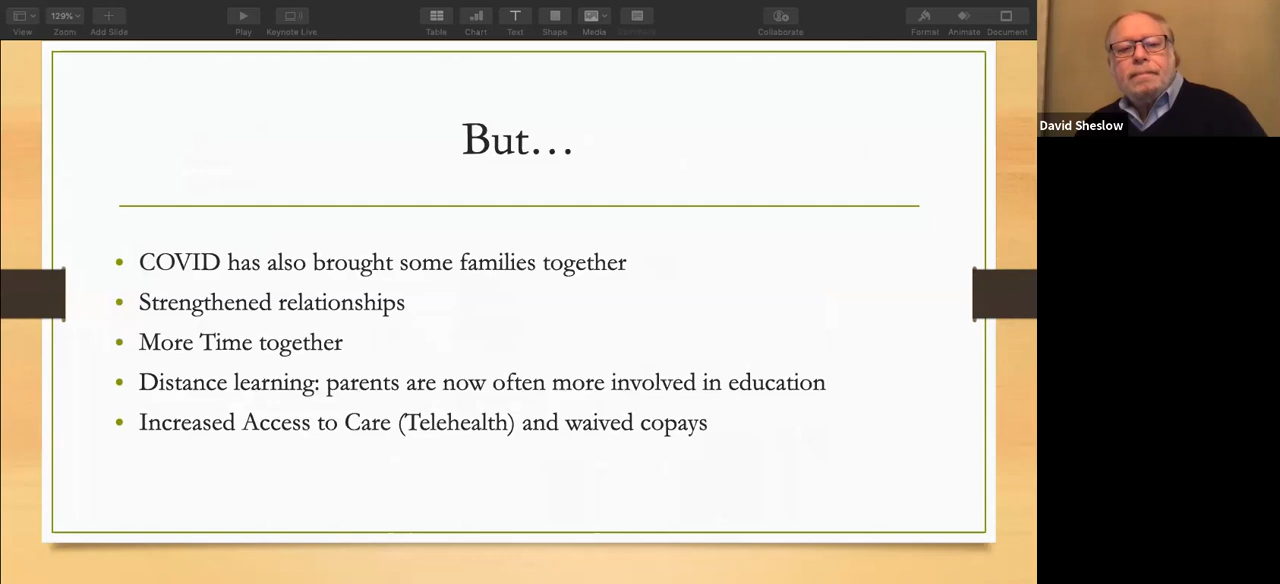 129%
View
Zoom
Add Slide
Play
Keynote Live
Table
Chart
Text
Shape
Media
Collaborate
Format
Animate
Document
David Sheslow
But…
• COVID has also brought some families together
• Strengthened relationships
• More Time together
• Distance learning: parents are now often more involved in education
• Increased Access to Care (Telehealth) and waived copays